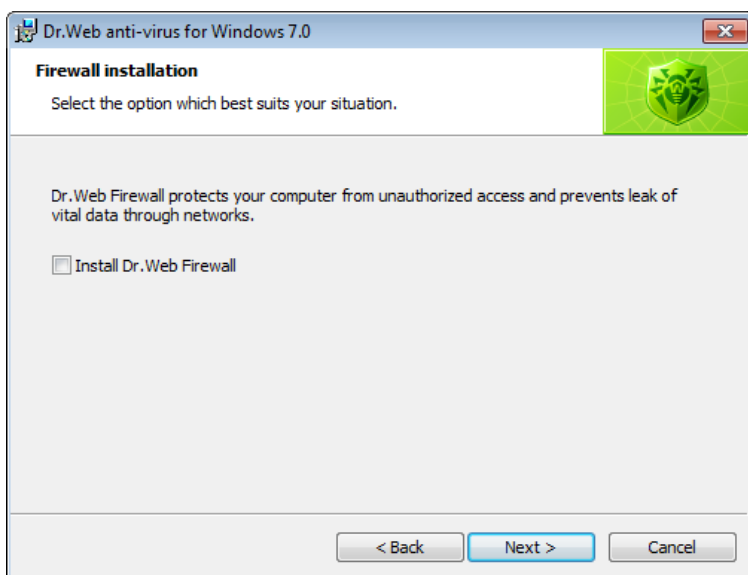 Dr.Web anti-virus for Windows 7.0
Firewall installation
Select the option which best suits your situation.
Dr.Web Firewall protects your computer from unauthorized access and prevents leak of
vital data through networks.
Install Dr.Web Firewall
< Back
Next >
Cancel